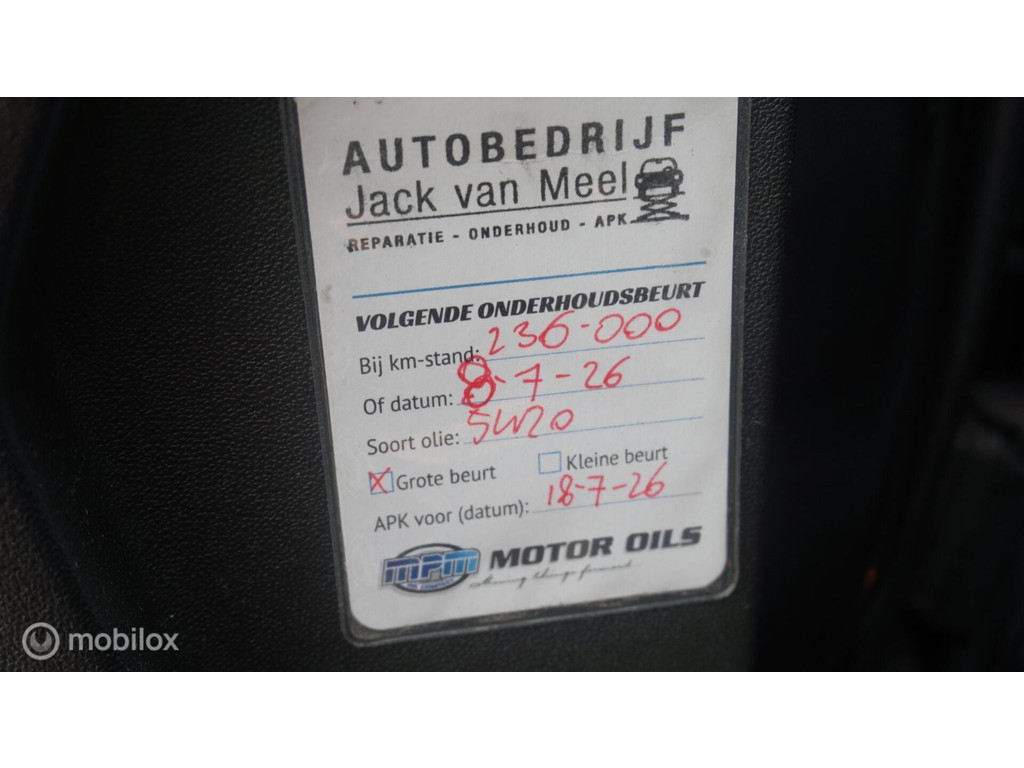 AUTOBEDRIJF
Jack van Meel
REPARATIE - ONDERHOUD - APK
VOLGENDE ONDERHOUDSBEURT
Bij km-stand: 236-000
Of datum: 8-7-26
Soort olie: 5W20
X Grote beurt Kleine beurt
APK voor (datum): 18-7-26
MPM MOTOR OILS
mobilox